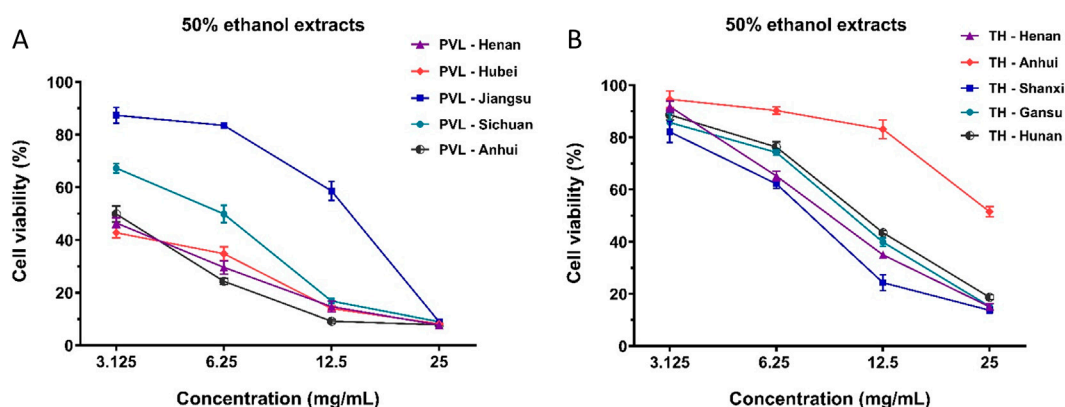 A
50% ethanol extracts
PVL - Henan
PVL - Hubei
PVL - Jiangsu
PVL - Sichuan
PVL - Anhui
Cell viability (%)
100
80
60
40
20
0
3.125 6.25 12.5 25
Concentration (mg/mL)
B
50% ethanol extracts
TH - Henan
TH - Anhui
TH - Shanxi
TH - Gansu
TH - Hunan
Cell viability (%)
100
80
60
40
20
0
3.125 6.25 12.5 25
Concentration (mg/mL)